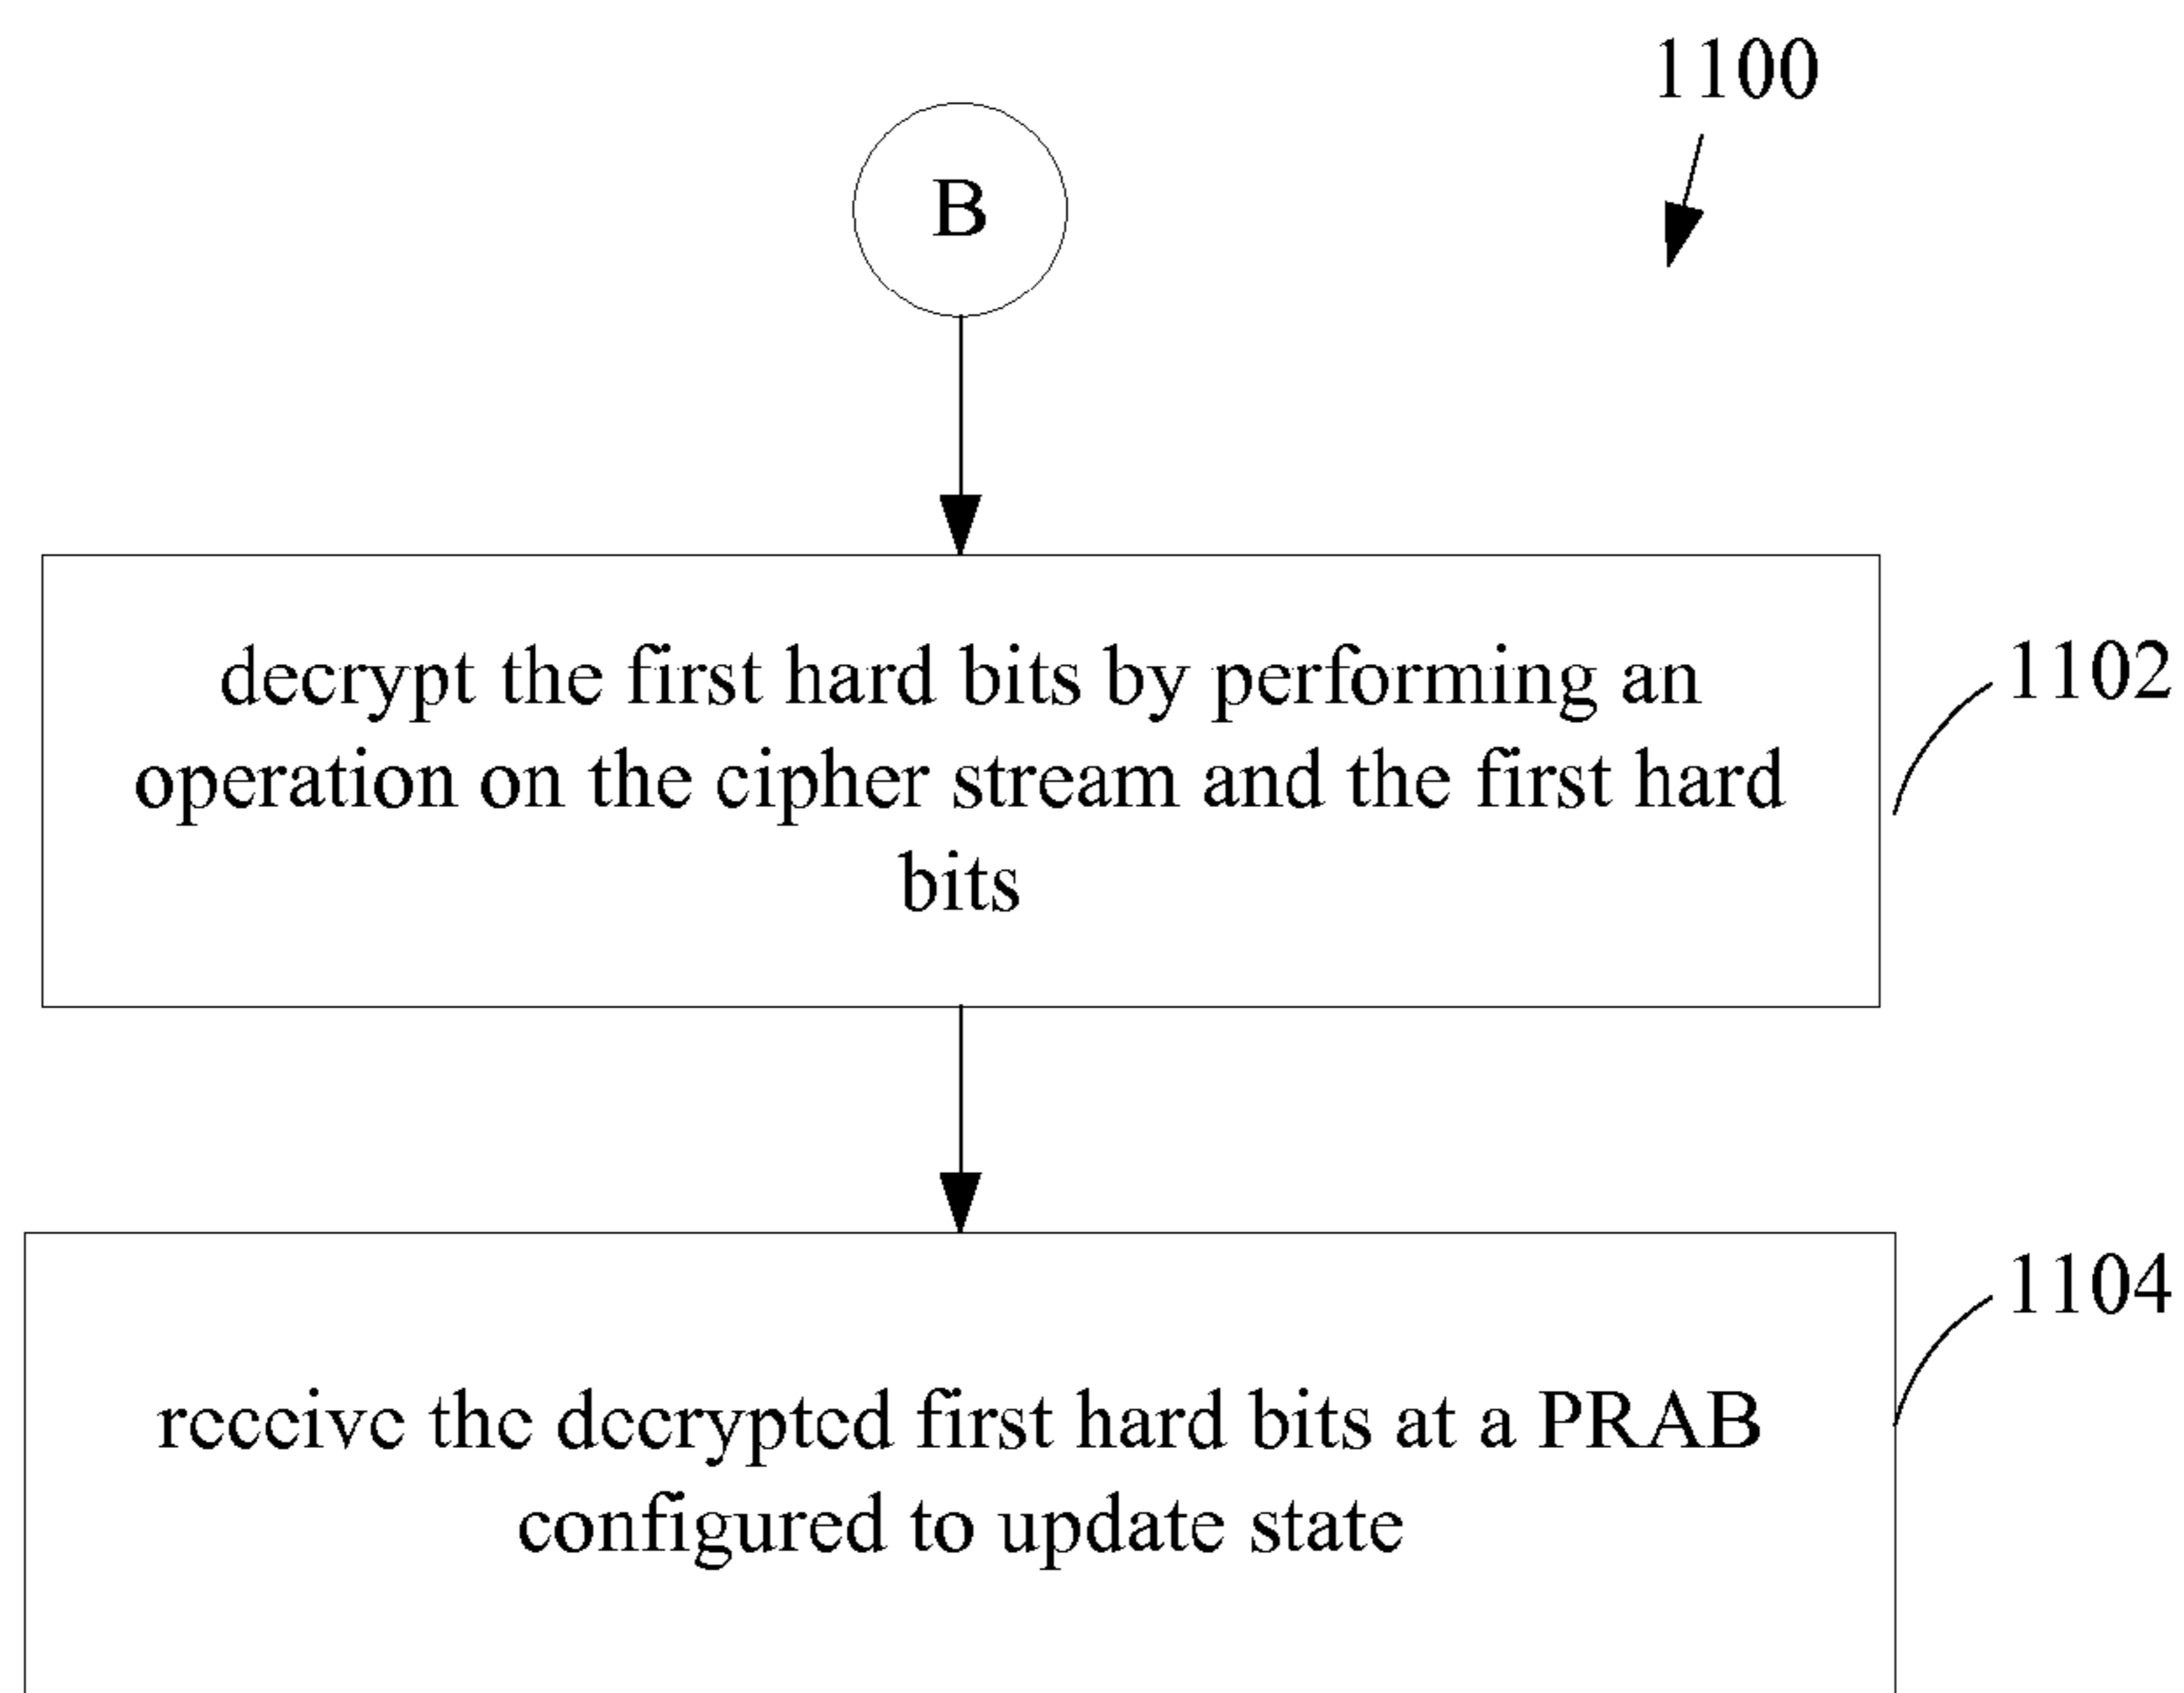 1100
B
decrypt the first hard bits by performing an
operation on the cipher stream and the first hard
bits
1102
1104
receive the decrypted first hard bits at a PRAB
configured to update state